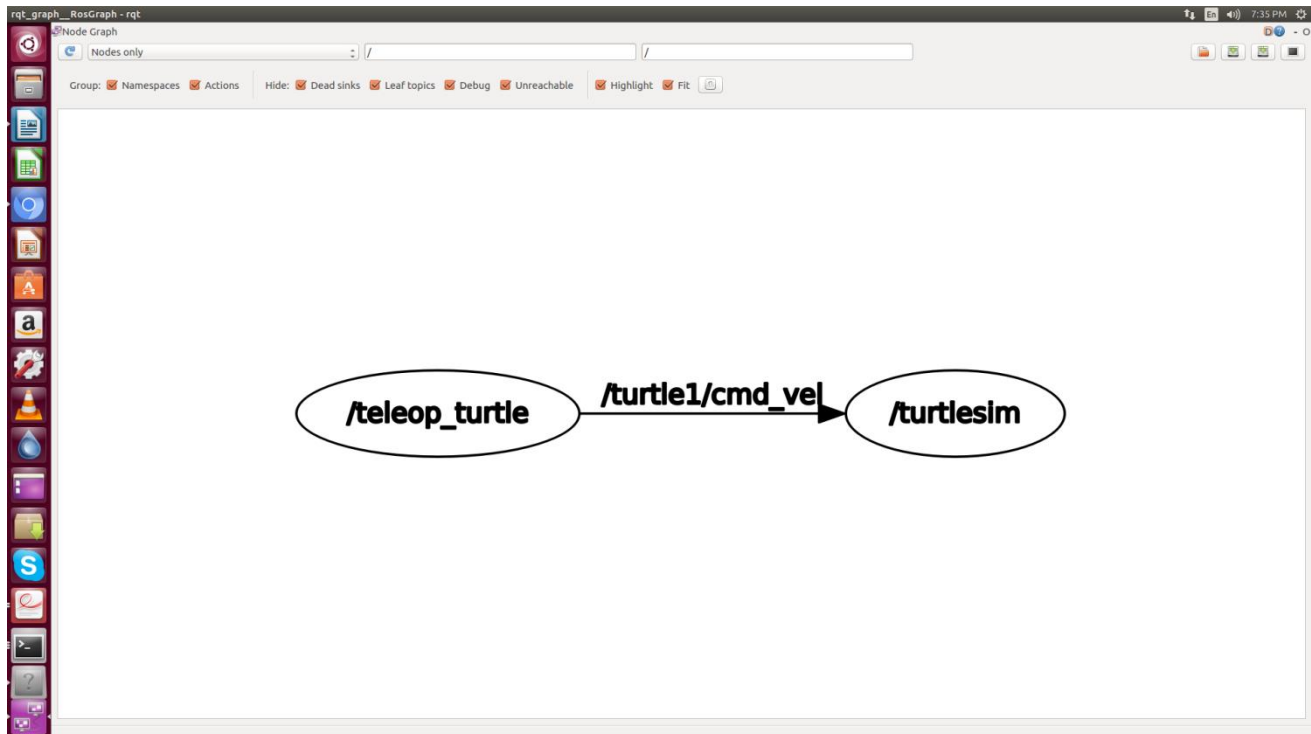 rqt_graph__RosGraph - rqt
En 7:35 PM
Node Graph
D ? - O
C Nodes only / /
Group: Namespaces Actions Hide: Dead sinks Leaf topics Debug Unreachable Highlight Fit
/teleop_turtle /turtle1/cmd_vel /turtlesim
A
a
S
>_
?